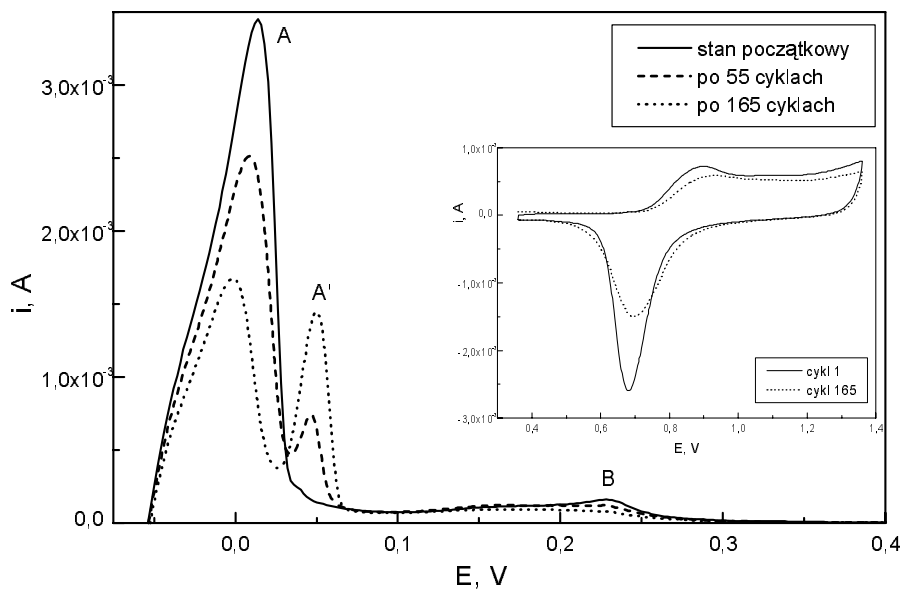 A
stan początkowy
po 55 cyklach
po 165 cyklach
3,0x10⁻³
2,0x10⁻³
1,0x10⁻³
0,0
i, A
A'
B
0,0
0,1
0,2
0,3
0,4
E, V
1,0x10⁻³
0,0
-1,0x10⁻³
-2,0x10⁻³
-3,0x10⁻³
i, A
cykl 1
cykl 165
0,4
0,6
0,8
1,0
1,2
1,4
E, V